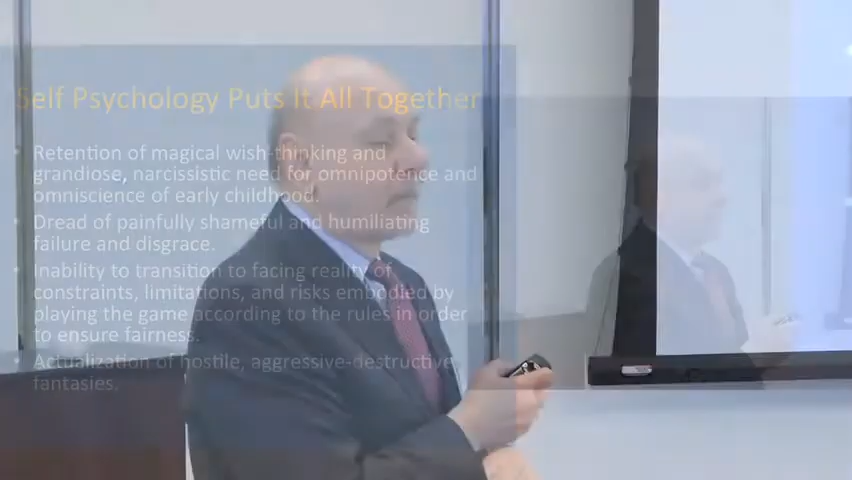 Self Psychology Puts It All Together
Retention of magical wish-thinking and
grandiose, narcissistic need for omnipotence and
omniscience of early childhood.
Dread of painfully shameful and humiliating
failure and disgrace.
Inability to transition to facing reality of
constraints, limitations, and risks embodied by
playing the game according to the rules in order
to ensure fairness.
Actualization of hostile, aggressive-destructive
fantasies.